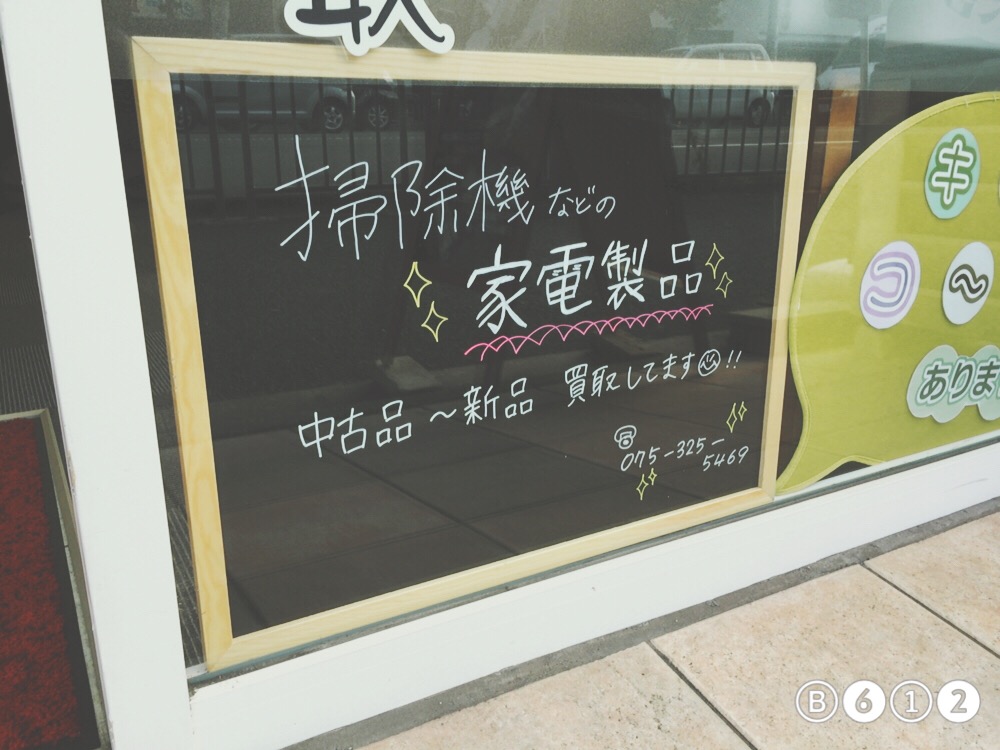 取
掃除機などの
家電製品
中古品〜新品 買取してます!!
075-325-
5469
キ
コ
〜
ありま
B612